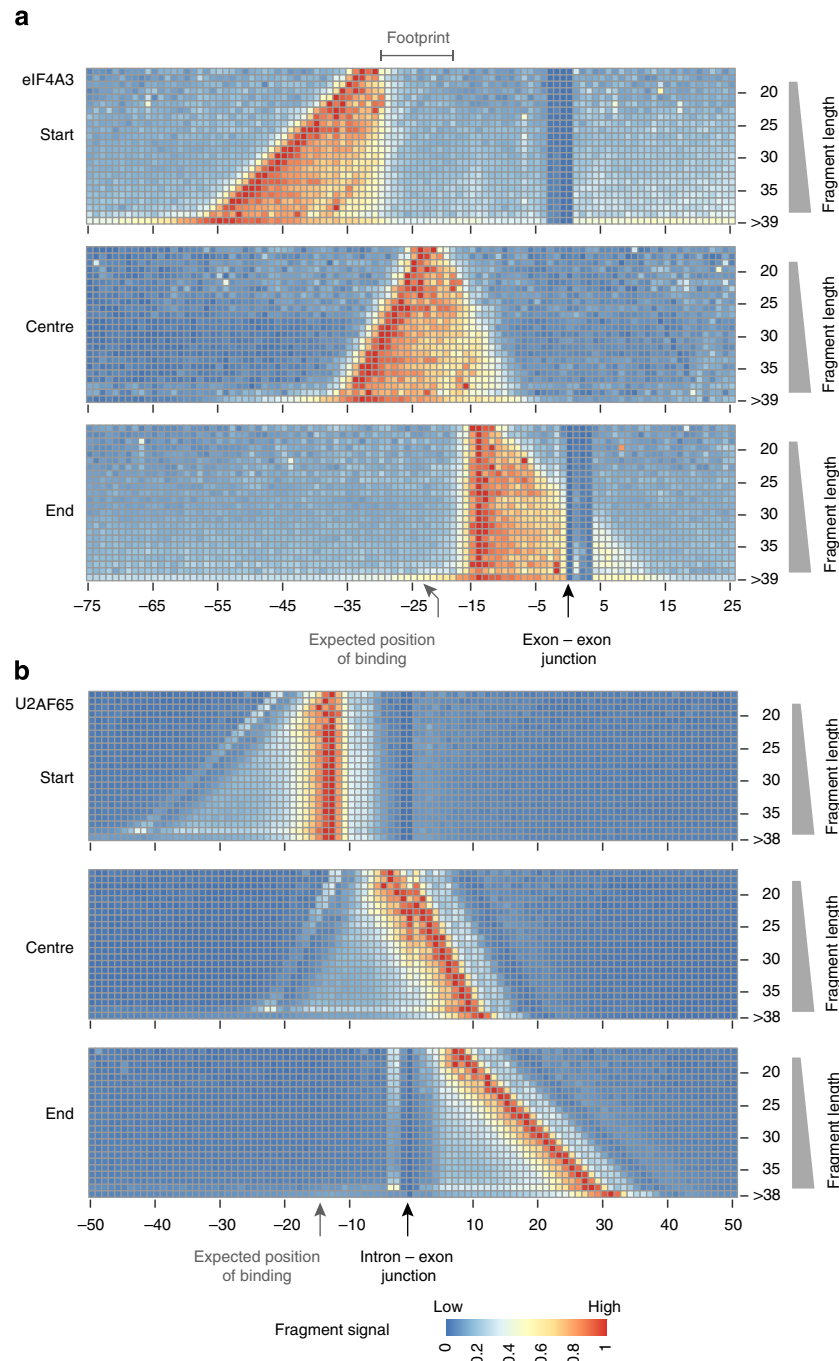 a
Footprint
eIF4A3
Start
20
25
30
35
>39
Fragment length
Centre
20
25
30
35
>39
Fragment length
End
20
25
30
35
>39
Fragment length
–75 –65 –55 –45 –35 –25 –15 –5 5 15 25
Expected position
of binding
Exon – exon
junction
b
U2AF65
Start
20
25
30
35
>38
Fragment length
Centre
20
25
30
35
>38
Fragment length
End
20
25
30
35
>38
Fragment length
–50 –40 –30 –20 –10 10 20 30 40 50
Expected position
of binding
Intron – exon
junction
Low High
Fragment signal
0 0.2 0.4 0.6 0.8 1